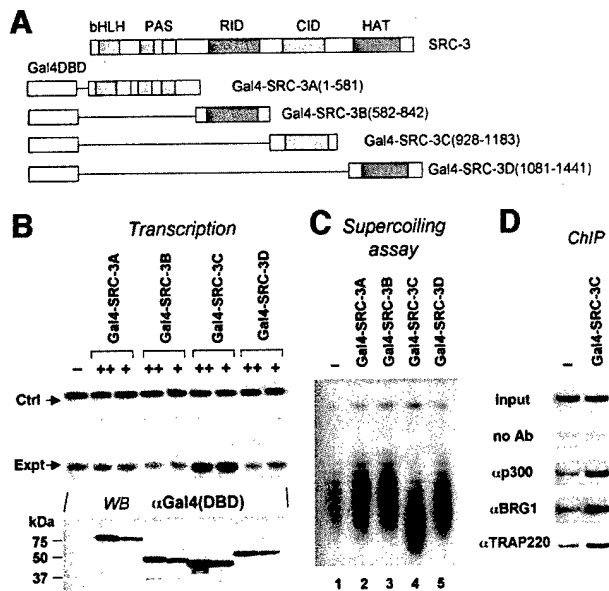 A
bHLH PAS RID CID HAT
SRC-3
Gal4DBD
Gal4-SRC-3A(1-581)
Gal4-SRC-3B(582-842)
Gal4-SRC-3C(928-1183)
Gal4-SRC-3D(1081-1441)
B
Transcription
Gal4-SRC-3A
Gal4-SRC-3B
Gal4-SRC-3C
Gal4-SRC-3D
– ++ + ++ + ++ + ++ +
Ctrl
Expt
WB αGal4(DBD)
kDa
75
50
37
C
Supercoiling
assay
–
Gal4-SRC-3A
Gal4-SRC-3B
Gal4-SRC-3C
Gal4-SRC-3D
1 2 3 4 5
D
ChIP
–
Gal4-SRC-3C
input
no Ab
αp300
αBRG1
αTRAP220